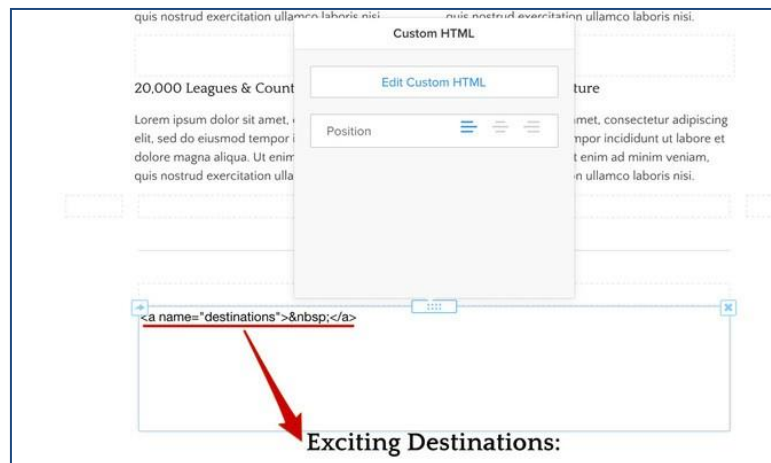 quis nostrud exercitation ullamco laboris nisi. quis nostrud exercitation ullamco laboris nisi.
Custom HTML
Edit Custom HTML
Position
20,000 Leagues & Count
ture
Lorem ipsum dolor sit amet,
met, consectetur adipiscing
elit, sed do eiusmod tempor i
mpor incididunt ut labore et
dolore magna aliqua. Ut enim
t enim ad minim veniam,
quis nostrud exercitation ulla
on ullamco laboris nisi.
<a name="destinations">&nbsp;</a>
Exciting Destinations: